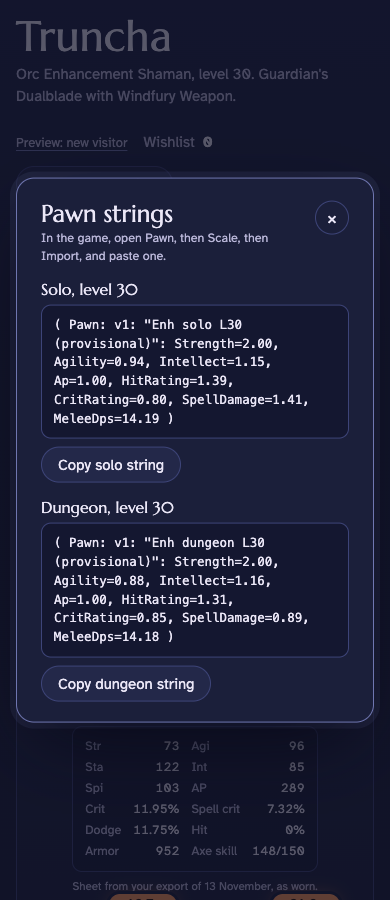 Truncha
Orc Enhancement Shaman, level 30. Guardian's
Dualblade with Windfury Weapon.
Preview: new visitor Wishlist 0
Pawn strings
×
In the game, open Pawn, then Scale, then
Import, and paste one.
Solo, level 30
( Pawn: v1: "Enh solo L30
(provisional)": Strength=2.00,
Agility=0.94, Intellect=1.15,
Ap=1.00, HitRating=1.39,
CritRating=0.80, SpellDamage=1.41,
MeleeDps=14.19 )
Copy solo string
Dungeon, level 30
( Pawn: v1: "Enh dungeon L30
(provisional)": Strength=2.00,
Agility=0.88, Intellect=1.16,
Ap=1.00, HitRating=1.31,
CritRating=0.85, SpellDamage=0.89,
MeleeDps=14.18 )
Copy dungeon string
Str 73 Agi 96
Sta 122 Int 85
Spi 103 AP 289
Crit 11.95% Spell crit 7.32%
Dodge 11.75% Hit 0%
Armor 952 Axe skill 148/150
Sheet from your export of 13 November, as worn.